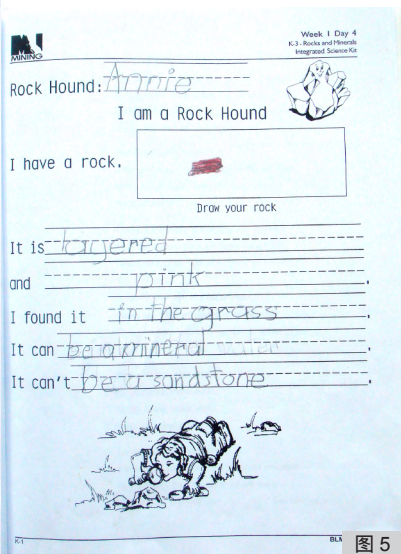 Week 1 Day 4
K-3 - Rocks and Minerals
Integrated Science Kit
MINING
Rock Hound: Annie
I am a Rock Hound
I have a rock.
Draw your rock
It is layered
and pink.
I found it in the grass.
It can be a mineral.
It can't be a sandstone.
K-1
BLM
图 5